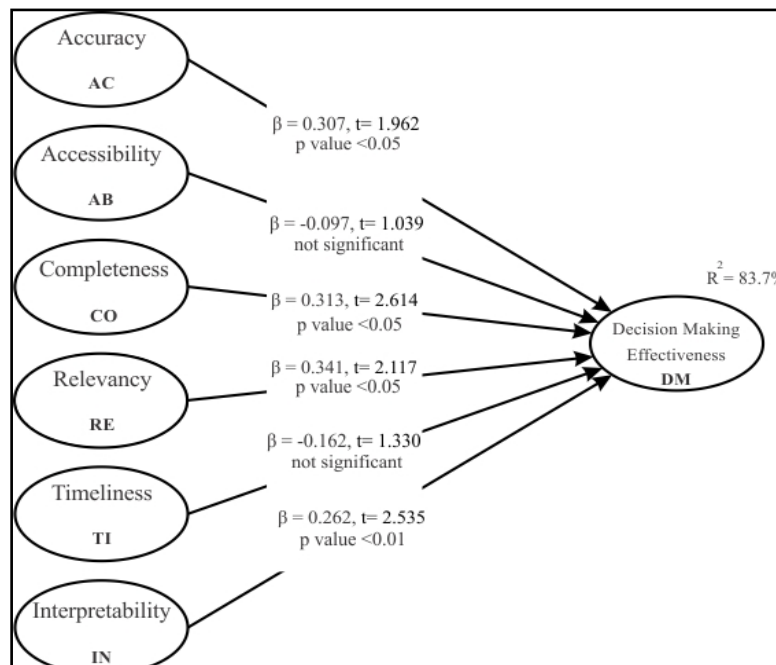 Accuracy
AC
β = 0.307, t= 1.962
p value <0.05
Accessibility
AB
β = -0.097, t= 1.039
not significant
Completeness
CO
β = 0.313, t= 2.614
p value <0.05
Relevancy
RE
β = 0.341, t= 2.117
p value <0.05
Timeliness
TI
β = -0.162, t= 1.330
not significant
Interpretability
IN
β = 0.262, t= 2.535
p value <0.01
R² = 83.7%
Decision Making
Effectiveness
DM